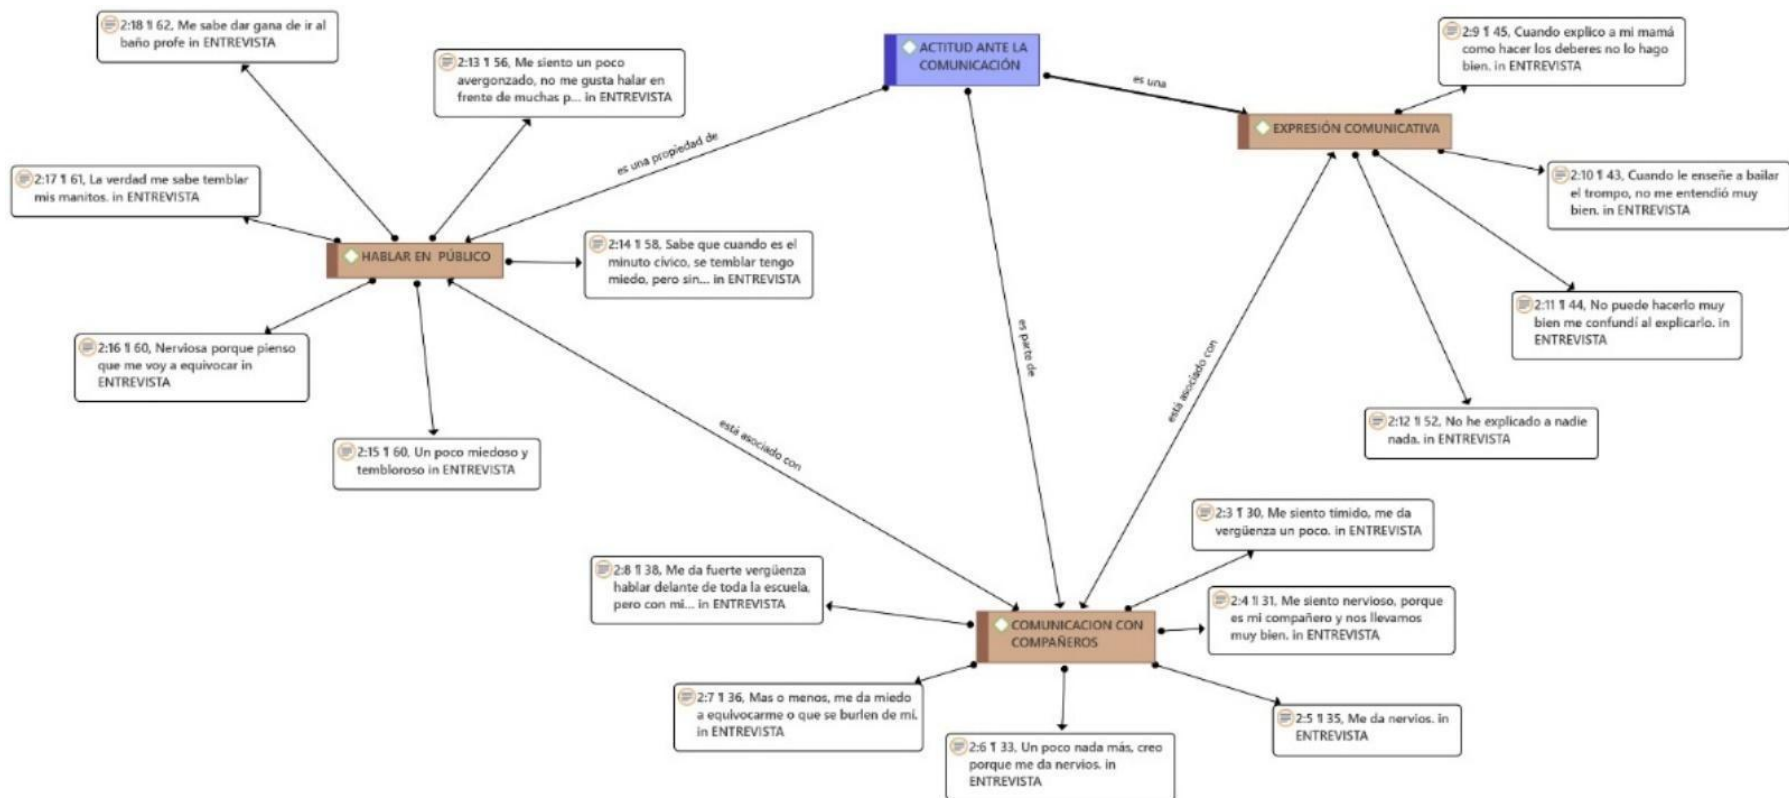 2:18 ¶ 62, Me sabe dar gana de ir al
baño profe in ENTREVISTA
2:13 ¶ 56, Me siento un poco
avergonzado, no me gusta halar en
frente de muchas p... in ENTREVISTA
ACTITUD ANTE LA
COMUNICACIÓN
2:9 ¶ 45, Cuando explico a mi mamá
como hacer los deberes no lo hago
bien. in ENTREVISTA
es una
EXPRESIÓN COMUNICATIVA
es una propiedad de
2:17 ¶ 61, La verdad me sabe temblar
mis manitos. in ENTREVISTA
2:10 ¶ 43, Cuando le enseñe a bailar
el trompo, no me entendió muy
bien. in ENTREVISTA
HABLAR EN PÚBLICO
2:14 ¶ 58, Sabe que cuando es el
minuto cívico, se temblar tengo
miedo, pero sin... in ENTREVISTA
2:11 ¶ 44, No puede hacerlo muy
bien me confundí al explicarlo. in
ENTREVISTA
2:16 ¶ 60, Nerviosa porque pienso
que me voy a equivocar in
ENTREVISTA
es parte de
está asociado con
2:12 ¶ 52, No he explicado a nadie
nada. in ENTREVISTA
2:15 ¶ 60, Un poco miedoso y
tembloroso in ENTREVISTA
está asociado con
2:3 ¶ 30, Me siento tímido, me da
vergüenza un poco. in ENTREVISTA
2:8 ¶ 38, Me da fuerte vergüenza
hablar delante de toda la escuela,
pero con mi... in ENTREVISTA
2:4 ¶ 31, Me siento nervioso, porque
es mi compañero y nos llevamos
muy bien. in ENTREVISTA
COMUNICACION CON
COMPAÑEROS
2:7 ¶ 36, Mas o menos, me da miedo
a equivocarme o que se burlen de mi.
in ENTREVISTA
2:5 ¶ 35, Me da nervios. in
ENTREVISTA
2:6 ¶ 33, Un poco nada más, creo
porque me da nervios. in
ENTREVISTA